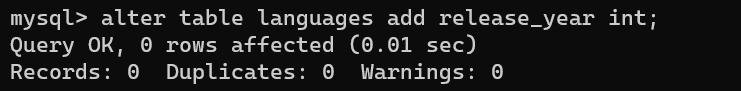 mysql> alter table languages add release_year int;
Query OK, 0 rows affected (0.01 sec)
Records: 0  Duplicates: 0  Warnings: 0